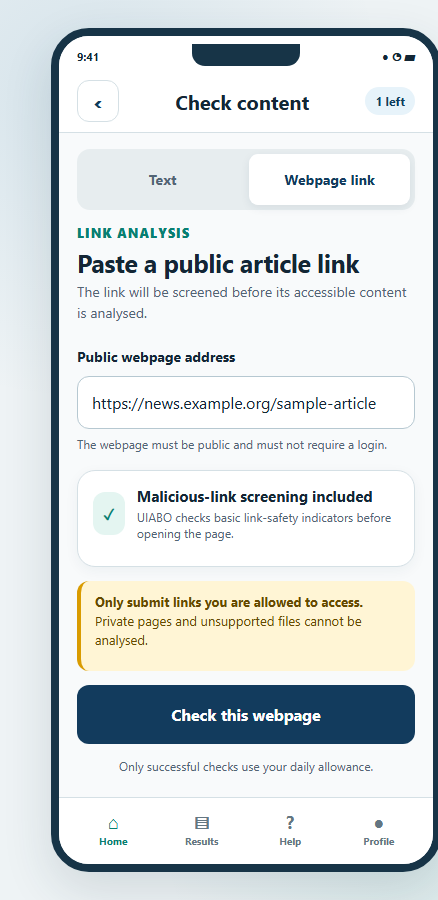 9:41
Check content
1 left
Text
Webpage link
LINK ANALYSIS
Paste a public article link
The link will be screened before its accessible content
is analysed.
Public webpage address
https://news.example.org/sample-article
The webpage must be public and must not require a login.
Malicious-link screening included
UIABO checks basic link-safety indicators before
opening the page.
Only submit links you are allowed to access.
Private pages and unsupported files cannot be
analysed.
Check this webpage
Only successful checks use your daily allowance.
Home
Results
?
Help
Profile